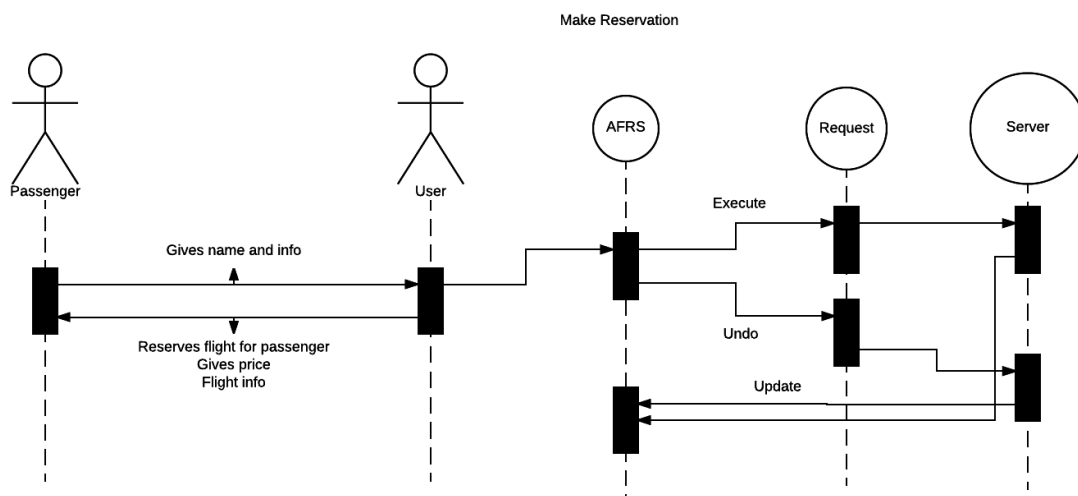 Make Reservation
AFRS
Request
Server
Passenger
User
Execute
Gives name and info
Undo
Reserves flight for passenger
Gives price
Flight info
Update